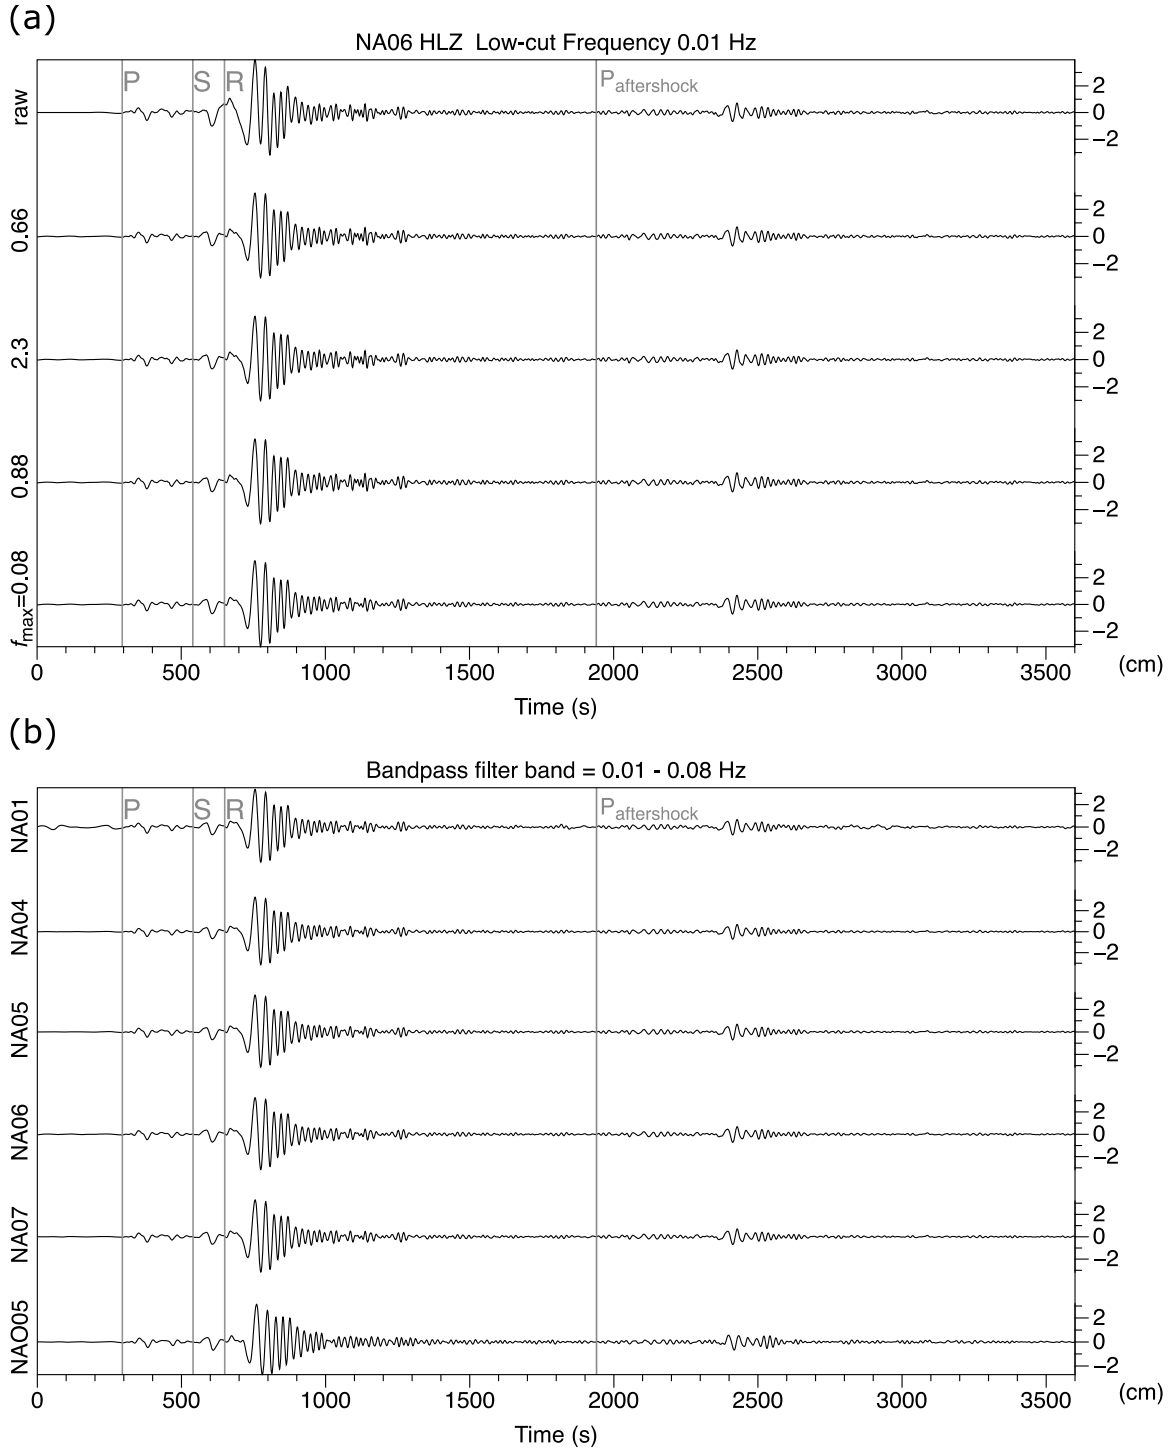 (a)
NA06 HLZ Low-cut Frequency 0.01 Hz
P
S
R
Paftershock
raw
2
0
−2
0.66
2
0
−2
2.3
2
0
−2
0.88
2
0
−2
fmax=0.08
2
0
−2
0 500 1000 1500 2000 2500 3000 3500
(cm)
Time (s)
(b)
Bandpass filter band = 0.01 - 0.08 Hz
P
S
R
Paftershock
NA01
2
0
−2
NA04
2
0
−2
NA05
2
0
−2
NA06
2
0
−2
NA07
2
0
−2
NAO05
2
0
−2
0 500 1000 1500 2000 2500 3000 3500
(cm)
Time (s)